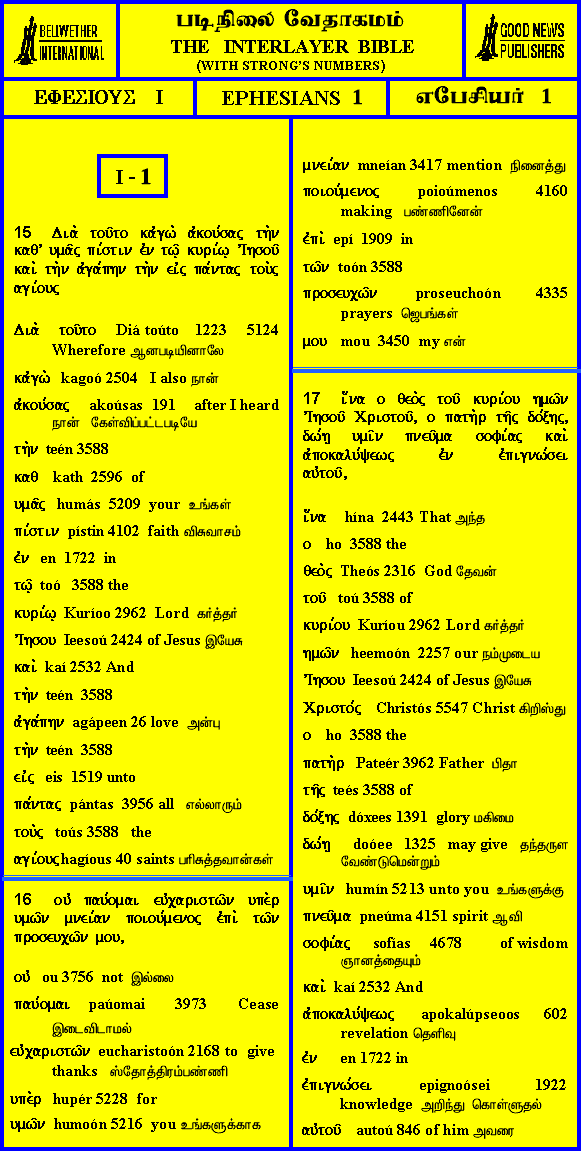 BELLWETHER
INTERNATIONAL
படிநிலை வேதாகமம்
THE INTERLAYER BIBLE
(WITH STRONG'S NUMBERS)
GOOD NEWS
PUBLISHERS
ΕΦΕΣΙΟΥΣ I
EPHESIANS 1
எபேசியர் 1
I - 1
15 Διὰ τοῦτο κἀγὼ ἀκούσας τὴν
καθ' υμᾶς πίστιν ἐν τῷ κυρίῳ Ἰησοῦ
καὶ τὴν ἀγάπην τὴν εἰς πάντας τοὺς
αγίους
Διὰ τοῦτο Diá toúto 1223 5124
Wherefore ஆனபடியினாலே
κἀγὼ kagoó 2504 I also நான்
ἀκούσας akoúsas 191 after I heard
நான் கேள்விப்பட்டபடியே
τὴν teén 3588
καθ kath 2596 of
υμᾶς humás 5209 your உங்கள்
πίστιν pístin 4102 faith விசுவாசம்
ἐν en 1722 in
τῷ toó 3588 the
κυρίῳ Kuríoo 2962 Lord கர்த்தர்
Ἰησου Ieesoú 2424 of Jesus இயேசு
καὶ kaí 2532 And
τὴν teén 3588
ἀγάπην agápeen 26 love அன்பு
τὴν teén 3588
εἰς eis 1519 unto
πάντας pántas 3956 all எல்லாரும்
τοὺς toús 3588 the
αγίους hagíous 40 saints பரிசுத்தவான்கள்
16 οὐ παύομαι εὐχαριστῶν υπὲρ
υμῶν μνείαν ποιούμενος ἐπὶ τῶν
προσευχῶν μου,
οὐ ou 3756 not இல்லை
παύομαι paúomai 3973 Cease
இடைவிடாமல்
εὐχαριστῶν eucharistoón 2168 to give
thanks ஸ்தோத்திரம்பண்ணி
υπὲρ hupér 5228 for
υμῶν humoón 5216 you உங்களுக்காக
μνείαν mneían 3417 mention நினைத்து
ποιούμενος poioúmenos 4160
making பண்ணினேன்
ἐπὶ epí 1909 in
τῶν toón 3588
προσευχῶν proseuchoón 4335
prayers ஜெபங்கள்
μου mou 3450 my என்
17 ἵνα ο θεὸς τοῦ κυρίου ημῶν
Ἰησοῦ Χριστοῦ, ο πατὴρ τῆς δόξης,
δώῃ υμῖν πνεῦμα σοφίας καὶ
ἀποκαλύψεως ἐν ἐπιγνώσει
αὐτοῦ,
ἵνα hína 2443 That அந்த
ο ho 3588 the
θεὸς Theós 2316 God தேவன்
τοῦ toú 3588 of
κυρίου Kuríou 2962 Lord கர்த்தர்
ημῶν heemoón 2257 our நம்முடைய
Ἰησου Ieesoú 2424 of Jesus இயேசு
Χριστός Christós 5547 Christ கிறிஸ்து
ο ho 3588 the
πατὴρ Pateér 3962 Father பிதா
τῆς teés 3588 of
δόξης dóxees 1391 glory மகிமை
δώῃ doóee 1325 may give தந்தருள
வேண்டுமென்றும்
υμῖν humín 5213 unto you உங்களுக்கு
πνεῦμα pneúma 4151 spirit ஆவி
σοφίας sofías 4678 of wisdom
ஞானத்தையும்
καὶ kaí 2532 And
ἀποκαλύψεως apokalúpseoos 602
revelation தெளிவு
ἐν en 1722 in
ἐπιγνώσει epignoósei 1922
knowledge அறிந்து கொள்ளுதல்
αὐτοῦ autoú 846 of him அவரை